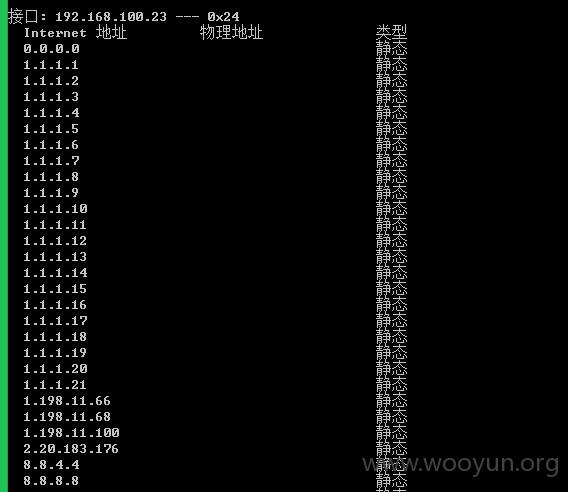 接口: 192.168.100.23 --- 0x24
Internet 地址 物理地址 类型
0.0.0.0 静态
1.1.1.1 静态
1.1.1.2 静态
1.1.1.3 静态
1.1.1.4 静态
1.1.1.5 静态
1.1.1.6 静态
1.1.1.7 静态
1.1.1.8 静态
1.1.1.9 静态
1.1.1.10 静态
1.1.1.11 静态
1.1.1.12 静态
1.1.1.13 静态
1.1.1.14 静态
1.1.1.15 静态
1.1.1.16 静态
1.1.1.17 静态
1.1.1.18 静态
1.1.1.19 静态
1.1.1.20 静态
1.1.1.21 静态
1.198.11.66 静态
1.198.11.68 静态
1.198.11.100 静态
2.20.183.176 静态
8.8.4.4 静态
8.8.8.8 静态
www.wooyun.org